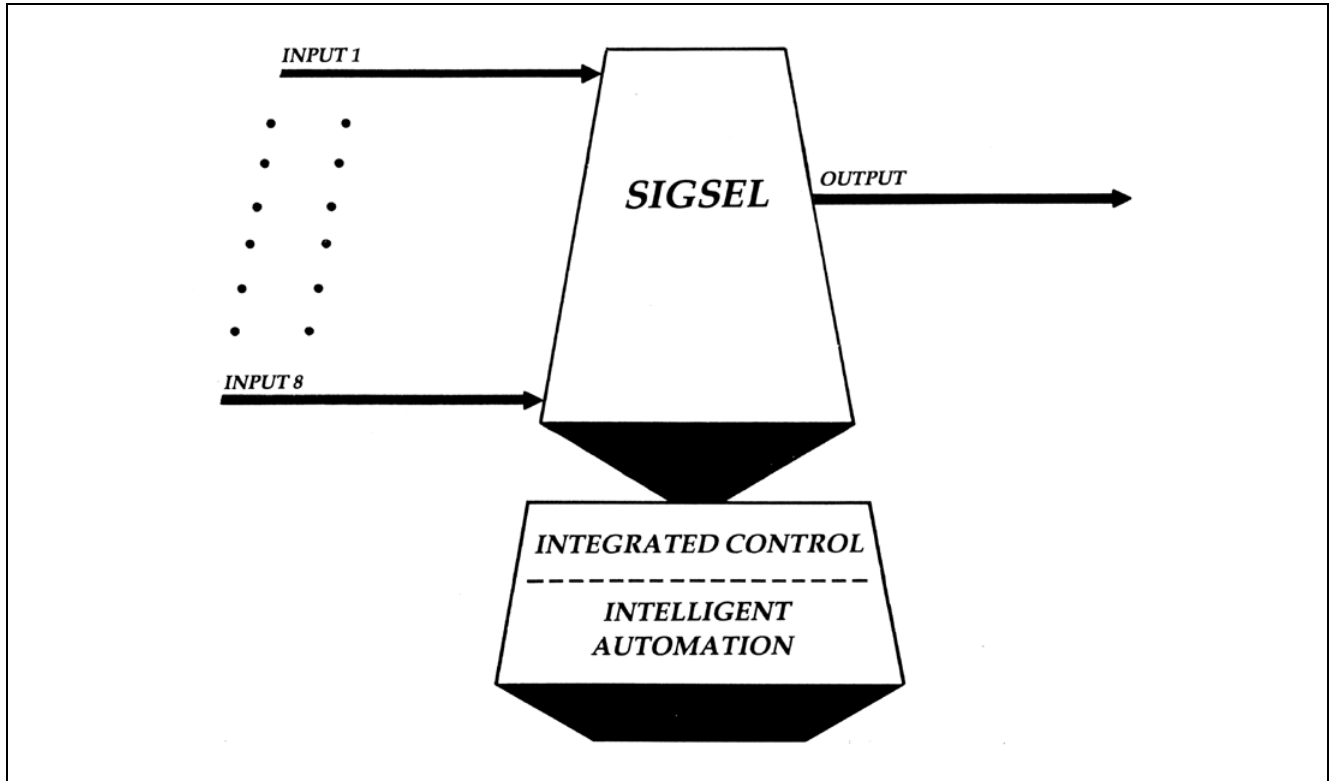 INPUT 1
SIGSEL
OUTPUT
INPUT 8
INTEGRATED CONTROL
INTELLIGENT
AUTOMATION